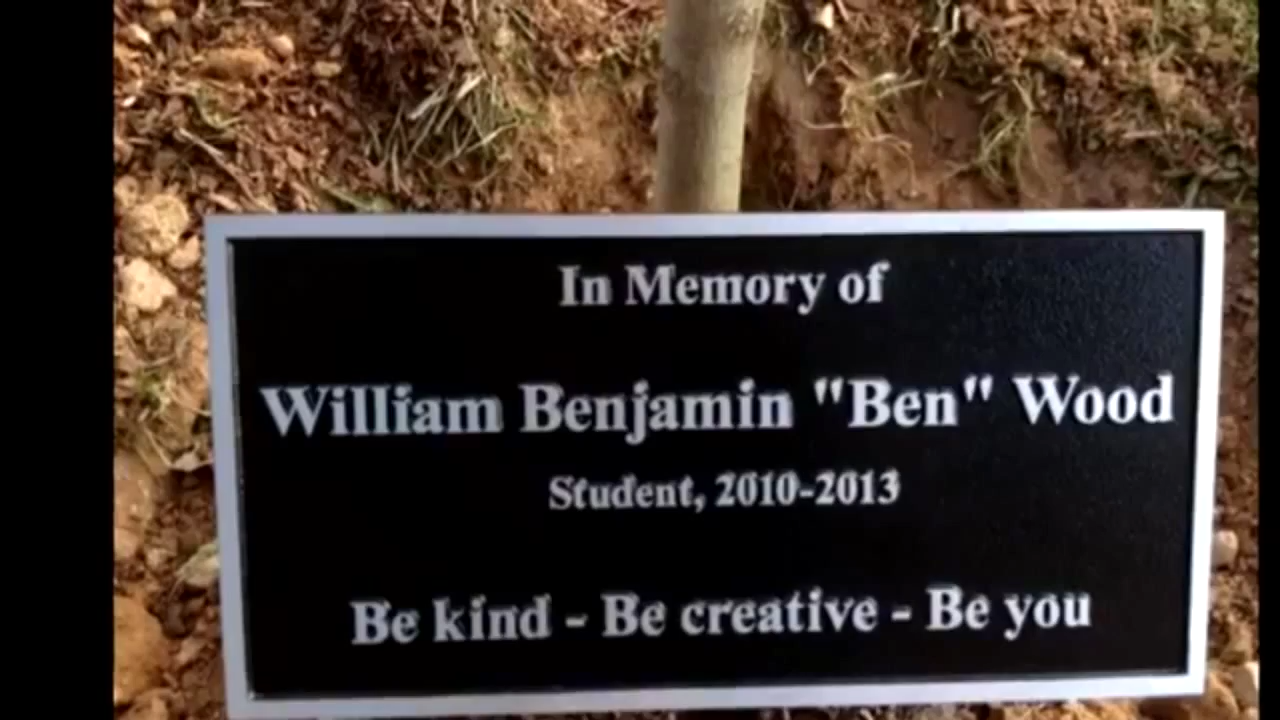 In Memory of
William Benjamin "Ben" Wood
Student, 2010-2013
Be kind - Be creative - Be you